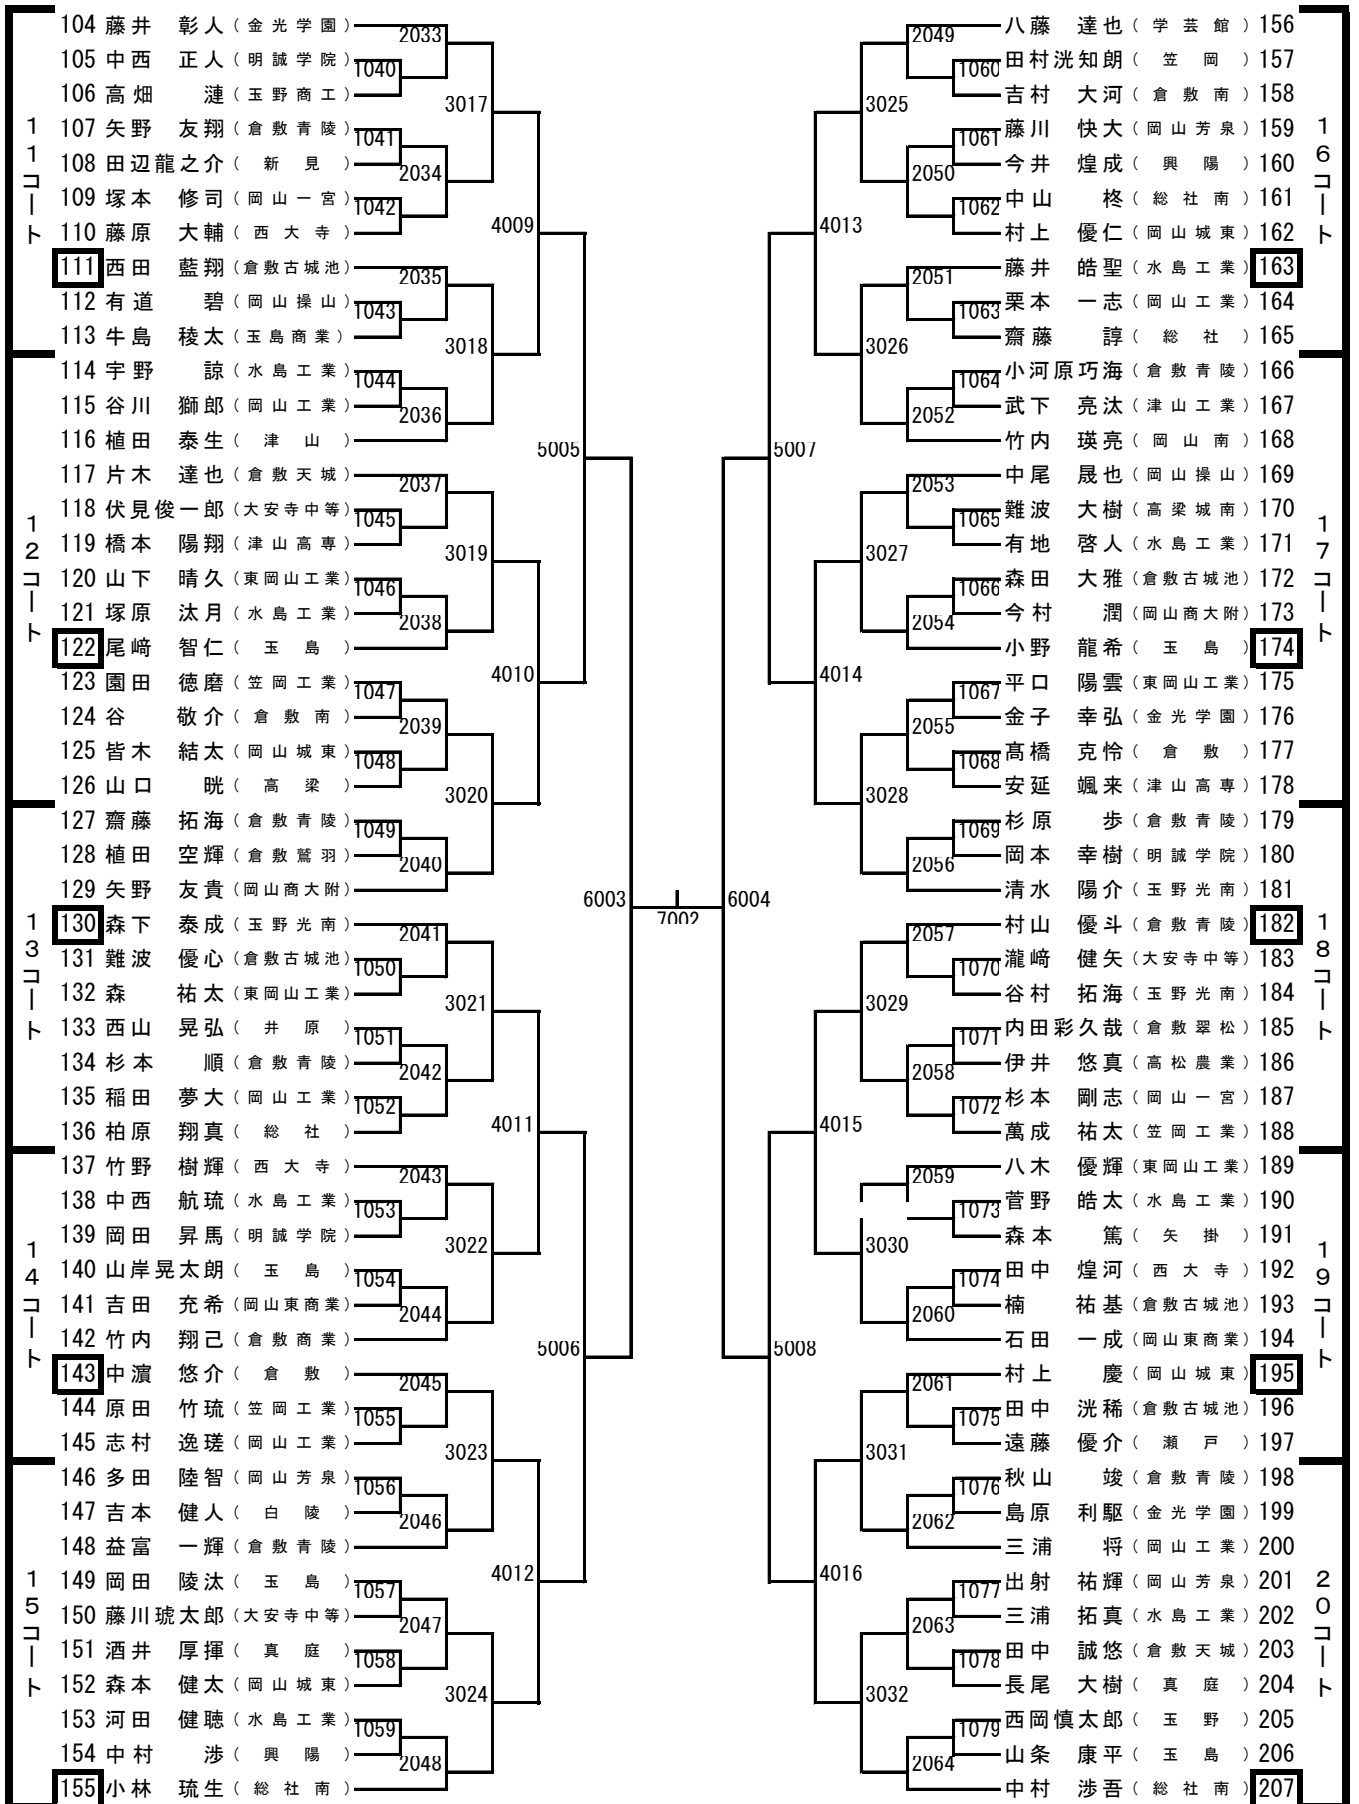 11コート
104 藤井 彰人 (金光学園)
105 中西 正人 (明誠学院)
106 高畑 漣 (玉野商工)
107 矢野 友翔 (倉敷青陵)
108 田辺龍之介 (新見)
109 塚本 修司 (岡山一宮)
110 藤原 大輔 (西大寺)
111 西田 藍翔 (倉敷古城池)
112 有道 碧 (岡山操山)
113 牛島 稜太 (玉島商業)
12コート
114 宇野 諒 (水島工業)
115 谷川 獅郎 (岡山工業)
116 植田 泰生 (津山)
117 片木 達也 (倉敷天城)
118 伏見俊一郎 (大安寺中等)
119 橋本 陽翔 (津山高専)
120 山下 晴久 (東岡山工業)
121 塚原 汰月 (水島工業)
122 尾﨑 智仁 (玉島)
123 園田 徳磨 (笠岡工業)
124 谷 敬介 (倉敷南)
125 皆木 結太 (岡山城東)
126 山口 晄 (高梁)
13コート
127 齋藤 拓海 (倉敷青陵)
128 植田 空輝 (倉敷鷲羽)
129 矢野 友貴 (岡山商大附)
130 森下 泰成 (玉野光南)
131 難波 優心 (倉敷古城池)
132 森 祐太 (東岡山工業)
133 西山 晃弘 (井原)
134 杉本 順 (倉敷青陵)
135 稲田 夢大 (岡山工業)
136 柏原 翔真 (総社)
14コート
137 竹野 樹輝 (西大寺)
138 中西 航琉 (水島工業)
139 岡田 昇馬 (明誠学院)
140 山岸晃太朗 (玉島)
141 吉田 充希 (岡山東商業)
142 竹内 翔己 (倉敷商業)
143 中濵 悠介 (倉敷)
144 原田 竹琉 (笠岡工業)
145 志村 逸瑳 (岡山工業)
15コート
146 多田 陸智 (岡山芳泉)
147 吉本 健人 (白陵)
148 益富 一輝 (倉敷青陵)
149 岡田 陵汰 (玉島)
150 藤川琥太郎 (大安寺中等)
151 酒井 厚揮 (真庭)
152 森本 健太 (岡山城東)
153 河田 健聴 (水島工業)
154 中村 渉 (興陽)
155 小林 琉生 (総社南)
1040
1041
1042
1043
1044
1045
1046
1047
1048
1049
1050
1051
1052
1053
1054
1055
1056
1057
1058
1059
2033
2034
2035
2036
2037
2038
2039
2040
2041
2042
2043
2044
2045
2046
2047
2048
3017
3018
3019
3020
3021
3022
3023
3024
4009
4010
4011
4012
5005
5006
6003
7002
6004
5007
5008
4013
4014
4015
4016
3025
3026
3027
3028
3029
3030
3031
3032
2049
2050
2051
2052
2053
2054
2055
2056
2057
2058
2059
2060
2061
2062
2063
2064
1060
1061
1062
1063
1064
1065
1066
1067
1068
1069
1070
1071
1072
1073
1074
1075
1076
1077
1078
1079
16コート
八藤 達也 (学芸館) 156
田村洸知朗 (笠岡) 157
吉村 大河 (倉敷南) 158
藤川 快大 (岡山芳泉) 159
今井 煌成 (興陽) 160
中山 柊 (総社南) 161
村上 優仁 (岡山城東) 162
藤井 皓聖 (水島工業) 163
栗本 一志 (岡山工業) 164
齋藤 諄 (総社) 165
17コート
小河原巧海 (倉敷青陵) 166
武下 亮汰 (津山工業) 167
竹内 瑛亮 (岡山南) 168
中尾 晟也 (岡山操山) 169
難波 大樹 (高梁城南) 170
有地 啓人 (水島工業) 171
森田 大雅 (倉敷古城池) 172
今村 潤 (岡山商大附) 173
小野 龍希 (玉島) 174
平口 陽雲 (東岡山工業) 175
金子 幸弘 (金光学園) 176
髙橋 克怜 (倉敷) 177
安延 颯来 (津山高専) 178
18コート
杉原 歩 (倉敷青陵) 179
岡本 幸樹 (明誠学院) 180
清水 陽介 (玉野光南) 181
村山 優斗 (倉敷青陵) 182
瀧﨑 健矢 (大安寺中等) 183
谷村 拓海 (玉野光南) 184
内田彩久哉 (倉敷翠松) 185
伊井 悠真 (高松農業) 186
杉本 剛志 (岡山一宮) 187
萬成 祐太 (笠岡工業) 188
19コート
八木 優輝 (東岡山工業) 189
菅野 皓太 (水島工業) 190
森本 篤 (矢掛) 191
田中 煌河 (西大寺) 192
楠 祐基 (倉敷古城池) 193
石田 一成 (岡山東商業) 194
村上 慶 (岡山城東) 195
田中 洸稀 (倉敷古城池) 196
遠藤 優介 (瀬戸) 197
20コート
秋山 竣 (倉敷青陵) 198
島原 利駆 (金光学園) 199
三浦 将 (岡山工業) 200
出射 祐輝 (岡山芳泉) 201
三浦 拓真 (水島工業) 202
田中 誠悠 (倉敷天城) 203
長尾 大樹 (真庭) 204
西岡慎太郎 (玉野) 205
山条 康平 (玉島) 206
中村 渉吾 (総社南) 207